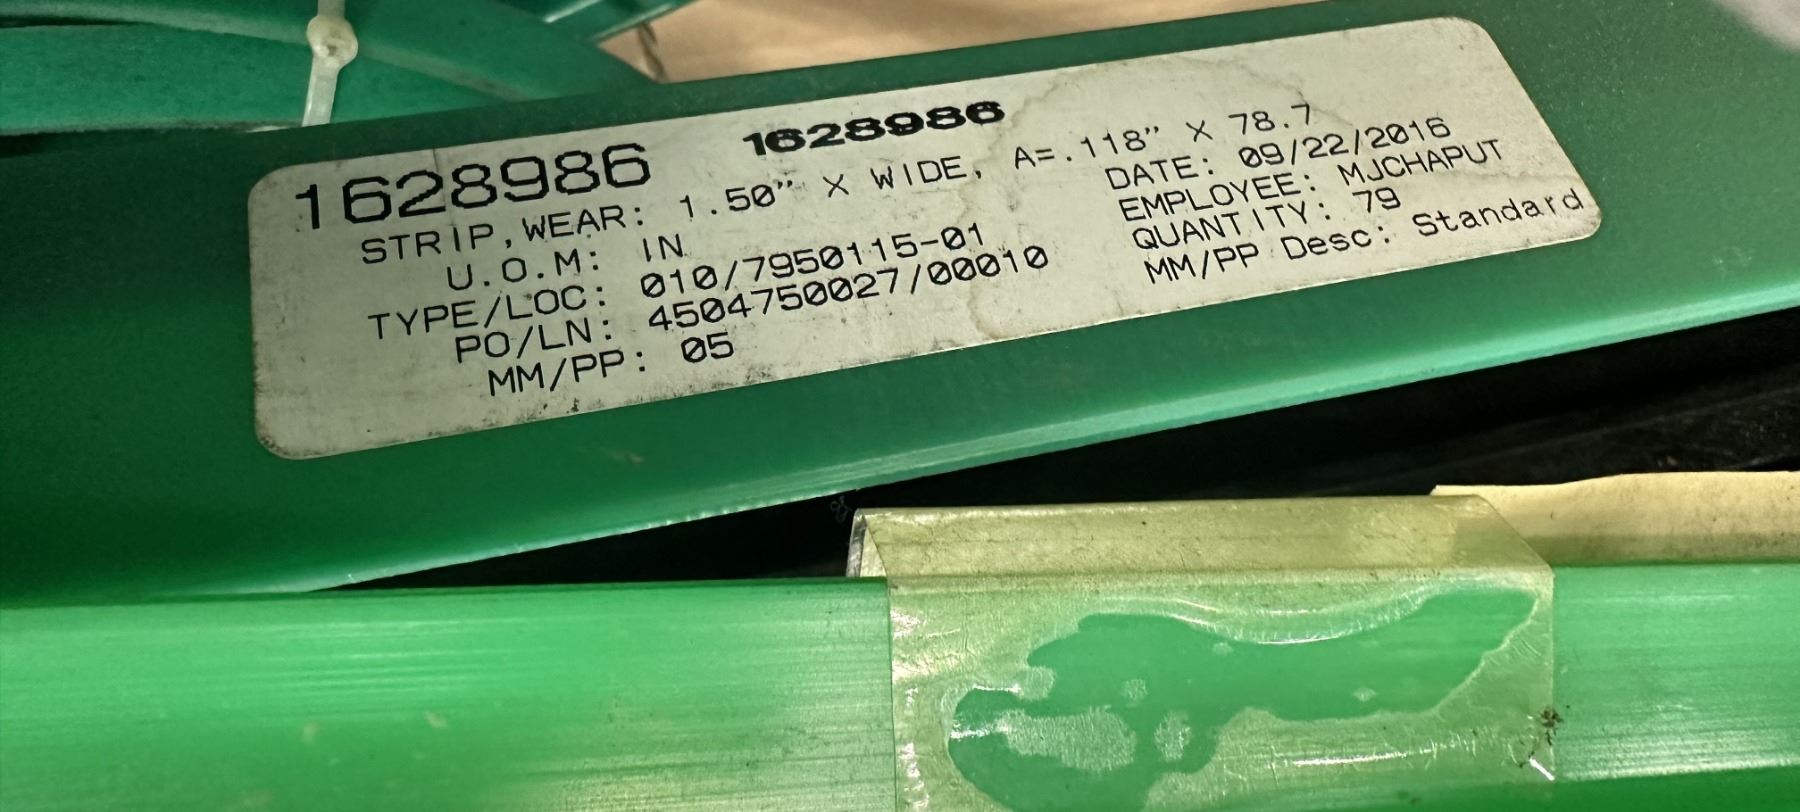 1628986 1628986
STRIP,WEAR: 1.50" X WIDE, A=.118" X 78.7
U.O.M: IN DATE: 09/22/2016
TYPE/LOC: 010/7950115-01 EMPLOYEE: MJCHAPUT
PO/LN: 4504750027/00010 QUANTITY: 79
MM/PP: 05 MM/PP Desc: Standard